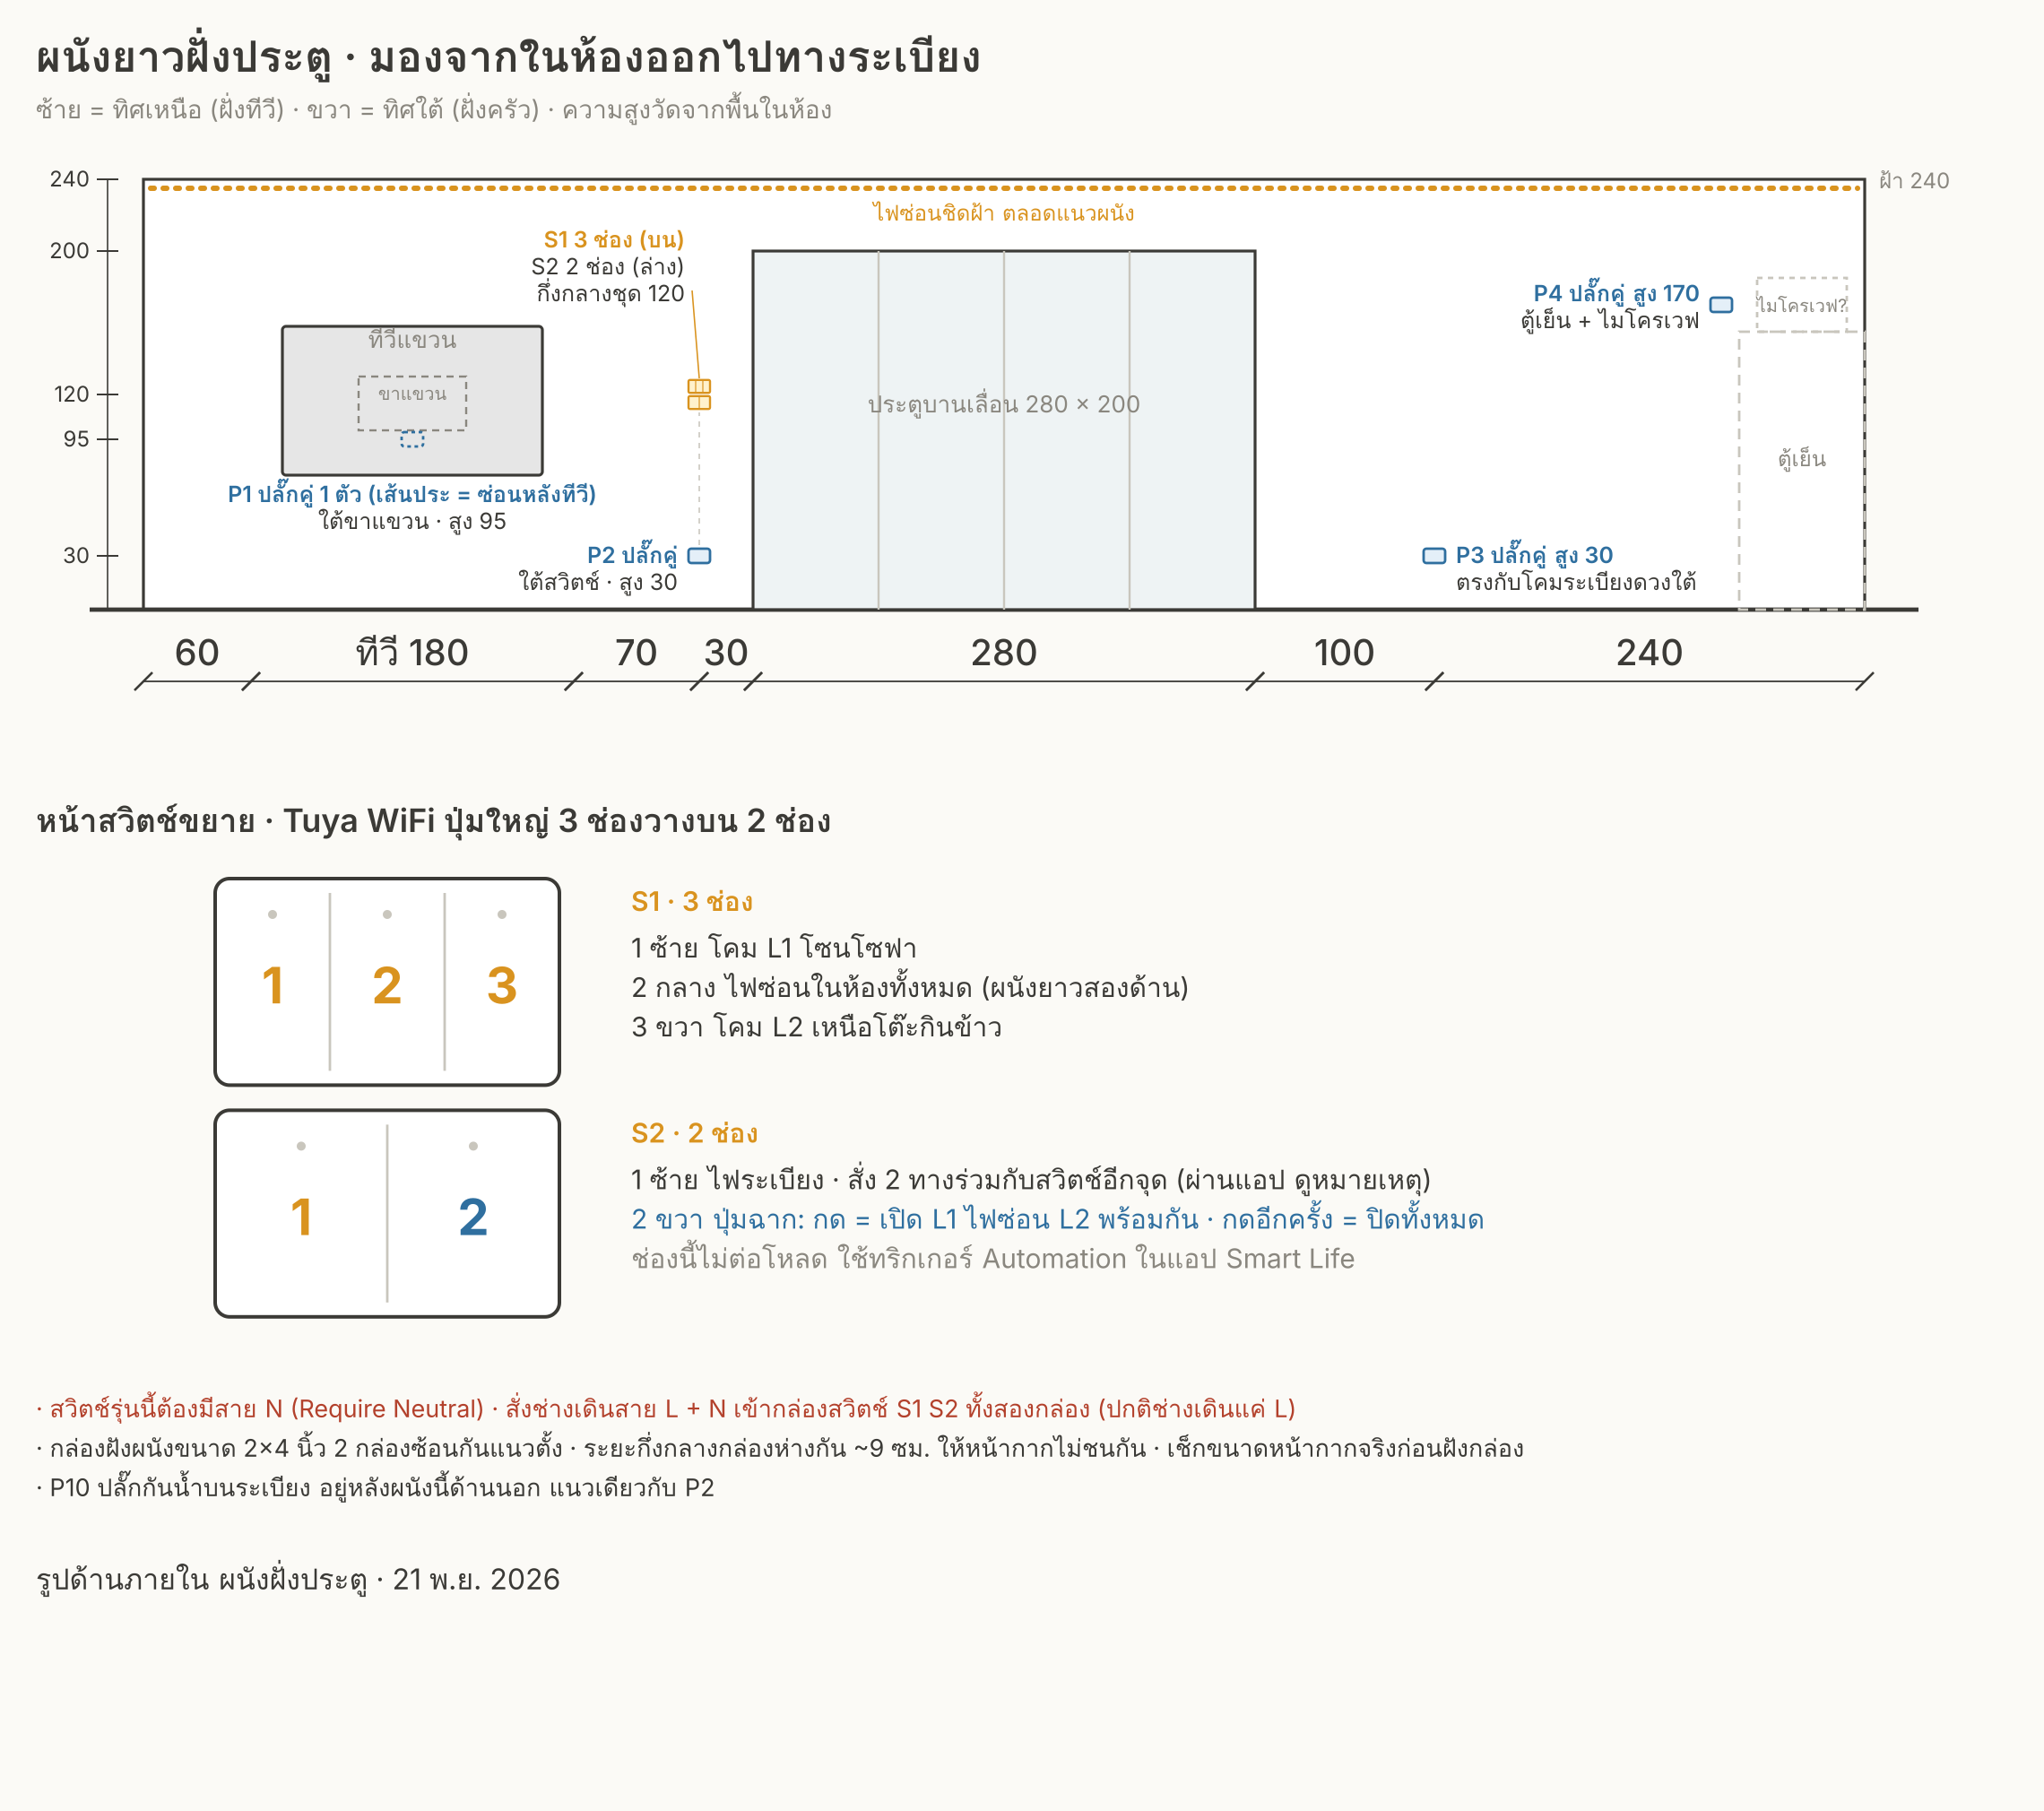 ผนังยาวฝั่งประตู · มองจากในห้องออกไปทางระเบียง
ซ้าย = ทิศเหนือ (ฝั่งทีวี) · ขวา = ทิศใต้ (ฝั่งครัว) · ความสูงวัดจากพื้นในห้อง
240
ฝ้า 240
ไฟซ่อนชิดฝ้า ตลอดแนวผนัง
200
S1 3 ช่อง (บน)
S2 2 ช่อง (ล่าง)
กึ่งกลางชุด 120
P4 ปลั๊กคู่ สูง 170
ตู้เย็น + ไมโครเวฟ
ไมโครเวฟ?
ทีวีแขวน
ขาแขวน
120
ประตูบานเลื่อน 280 × 200
95
ตู้เย็น
P1 ปลั๊กคู่ 1 ตัว (เส้นประ = ซ่อนหลังทีวี)
ใต้ขาแขวน · สูง 95
30
P2 ปลั๊กคู่
ใต้สวิตช์ · สูง 30
P3 ปลั๊กคู่ สูง 30
ตรงกับโคมระเบียงดวงใต้
60
ทีวี 180
70
30
280
100
240
หน้าสวิตช์ขยาย · Tuya WiFi ปุ่มใหญ่ 3 ช่องวางบน 2 ช่อง
1
2
3
S1 · 3 ช่อง
1 ซ้าย โคม L1 โซนโซฟา
2 กลาง ไฟซ่อนในห้องทั้งหมด (ผนังยาวสองด้าน)
3 ขวา โคม L2 เหนือโต๊ะกินข้าว
1
2
S2 · 2 ช่อง
1 ซ้าย ไฟระเบียง · สั่ง 2 ทางร่วมกับสวิตช์อีกจุด (ผ่านแอป ดูหมายเหตุ)
2 ขวา ปุ่มฉาก: กด = เปิด L1 ไฟซ่อน L2 พร้อมกัน · กดอีกครั้ง = ปิดทั้งหมด
ช่องนี้ไม่ต่อโหลด ใช้ทริกเกอร์ Automation ในแอป Smart Life
· สวิตช์รุ่นนี้ต้องมีสาย N (Require Neutral) · สั่งช่างเดินสาย L + N เข้ากล่องสวิตช์ S1 S2 ทั้งสองกล่อง (ปกติช่างเดินแค่ L)
· กล่องฝังผนังขนาด 2×4 นิ้ว 2 กล่องซ้อนกันแนวตั้ง · ระยะกึ่งกลางกล่องห่างกัน ~9 ซม. ให้หน้ากากไม่ชนกัน · เช็กขนาดหน้ากากจริงก่อนฝังกล่อง
· P10 ปลั๊กกันน้ำบนระเบียง อยู่หลังผนังนี้ด้านนอก แนวเดียวกับ P2
รูปด้านภายใน ผนังฝั่งประตู · 21 พ.ย. 2026